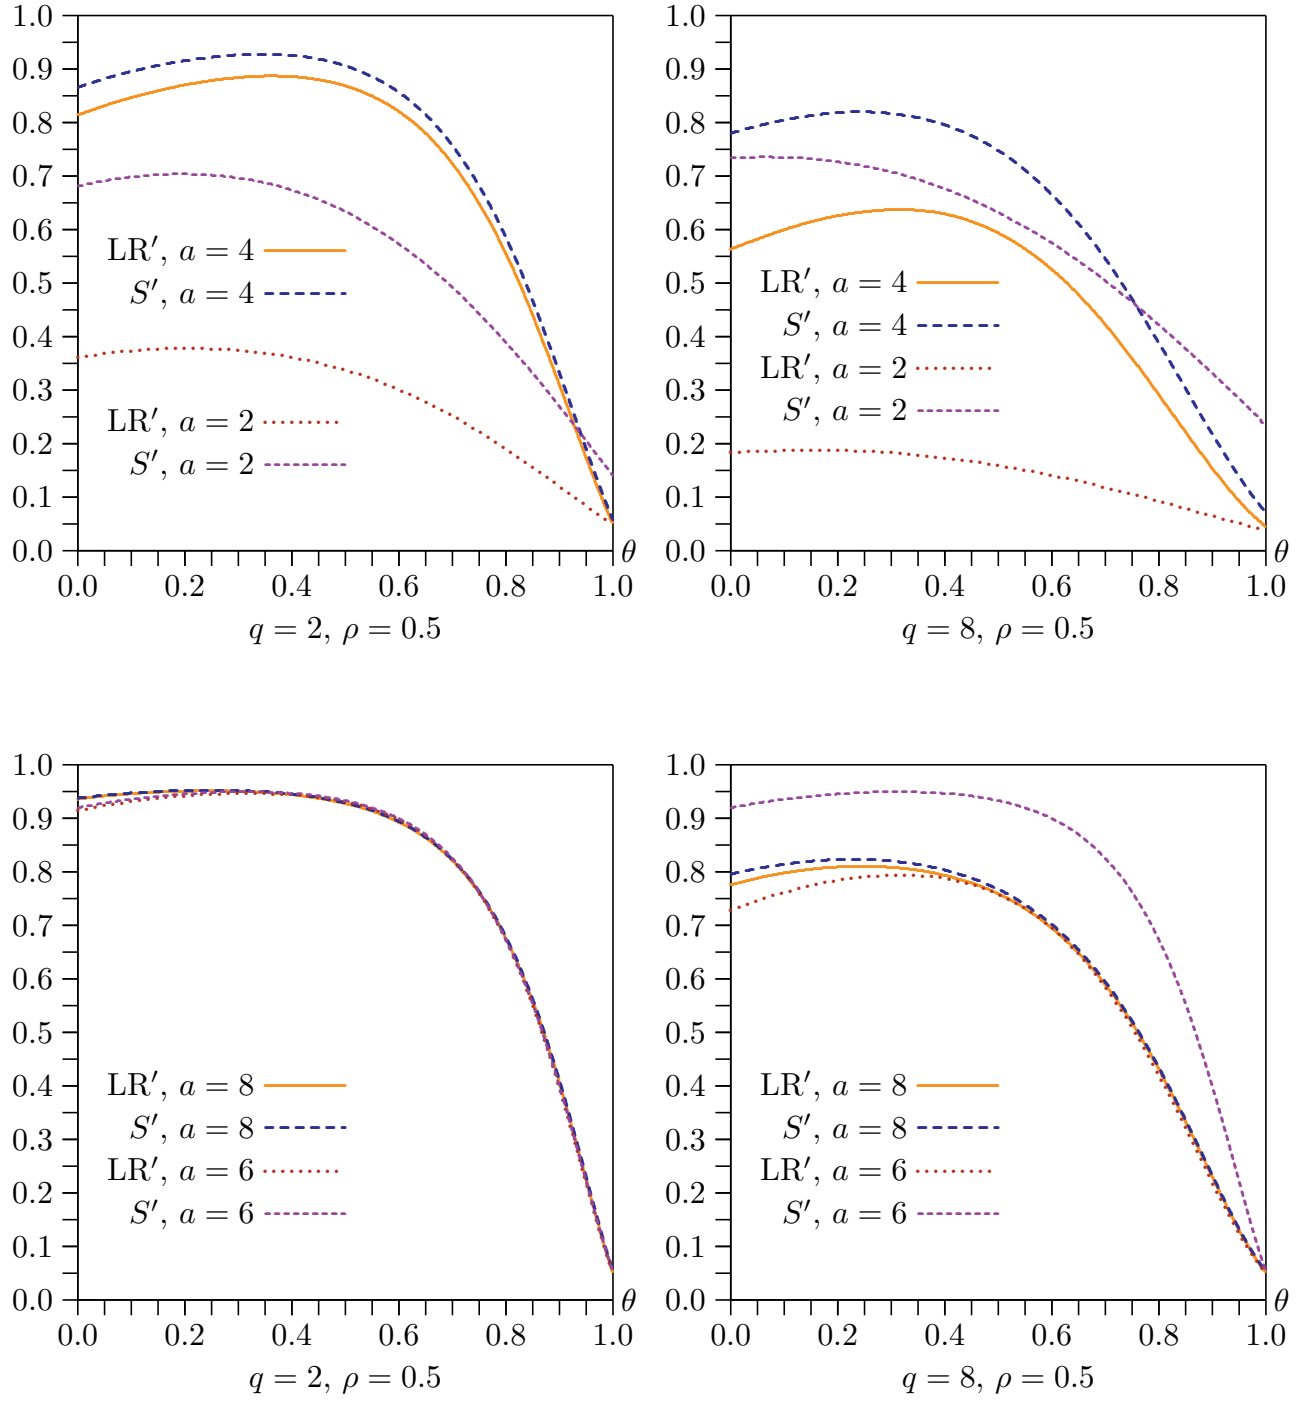 1.0
0.9
0.8
0.7
0.6
0.5
0.4
0.3
0.2
0.1
0.0
LR′, a = 4
S′, a = 4
LR′, a = 2
S′, a = 2
θ
0.0 0.2 0.4 0.6 0.8 1.0
q = 2, ρ = 0.5
1.0
0.9
0.8
0.7
0.6
0.5
0.4
0.3
0.2
0.1
0.0
LR′, a = 4
S′, a = 4
LR′, a = 2
S′, a = 2
θ
0.0 0.2 0.4 0.6 0.8 1.0
q = 8, ρ = 0.5
1.0
0.9
0.8
0.7
0.6
0.5
0.4
0.3
0.2
0.1
0.0
LR′, a = 8
S′, a = 8
LR′, a = 6
S′, a = 6
θ
0.0 0.2 0.4 0.6 0.8 1.0
q = 2, ρ = 0.5
1.0
0.9
0.8
0.7
0.6
0.5
0.4
0.3
0.2
0.1
0.0
LR′, a = 8
S′, a = 8
LR′, a = 6
S′, a = 6
θ
0.0 0.2 0.4 0.6 0.8 1.0
q = 8, ρ = 0.5